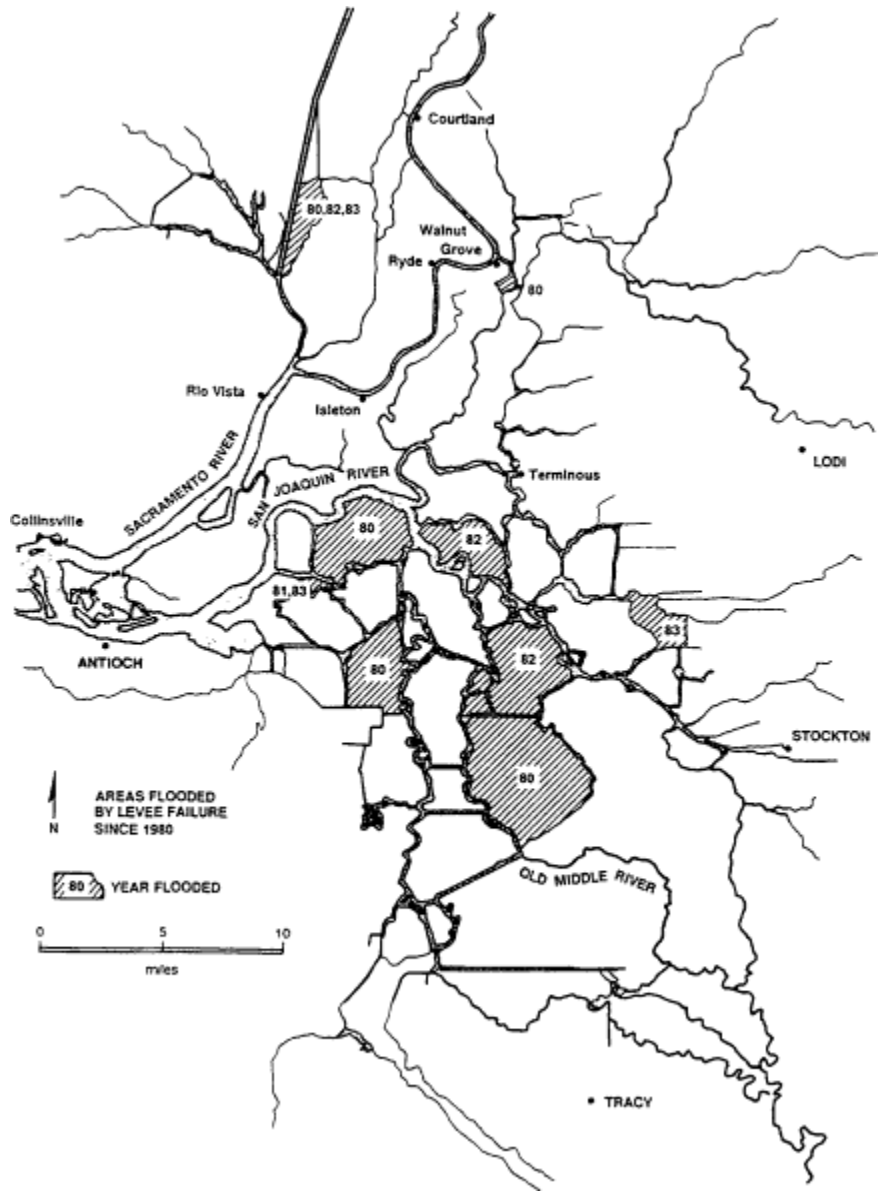 Courtland
80,82,83
Walnut
Grove
Ryde
80
Rio Vista
Isleton
LODI
SACRAMENTO RIVER
SAN JOAQUIN RIVER
Terminous
Collinsville
80
82
81,83
83
ANTIOCH
80
82
STOCKTON
80
N
AREAS FLOODED
BY LEVEE FAILURE
SINCE 1980
80 YEAR FLOODED
OLD MIDDLE RIVER
0 5 10
miles
TRACY